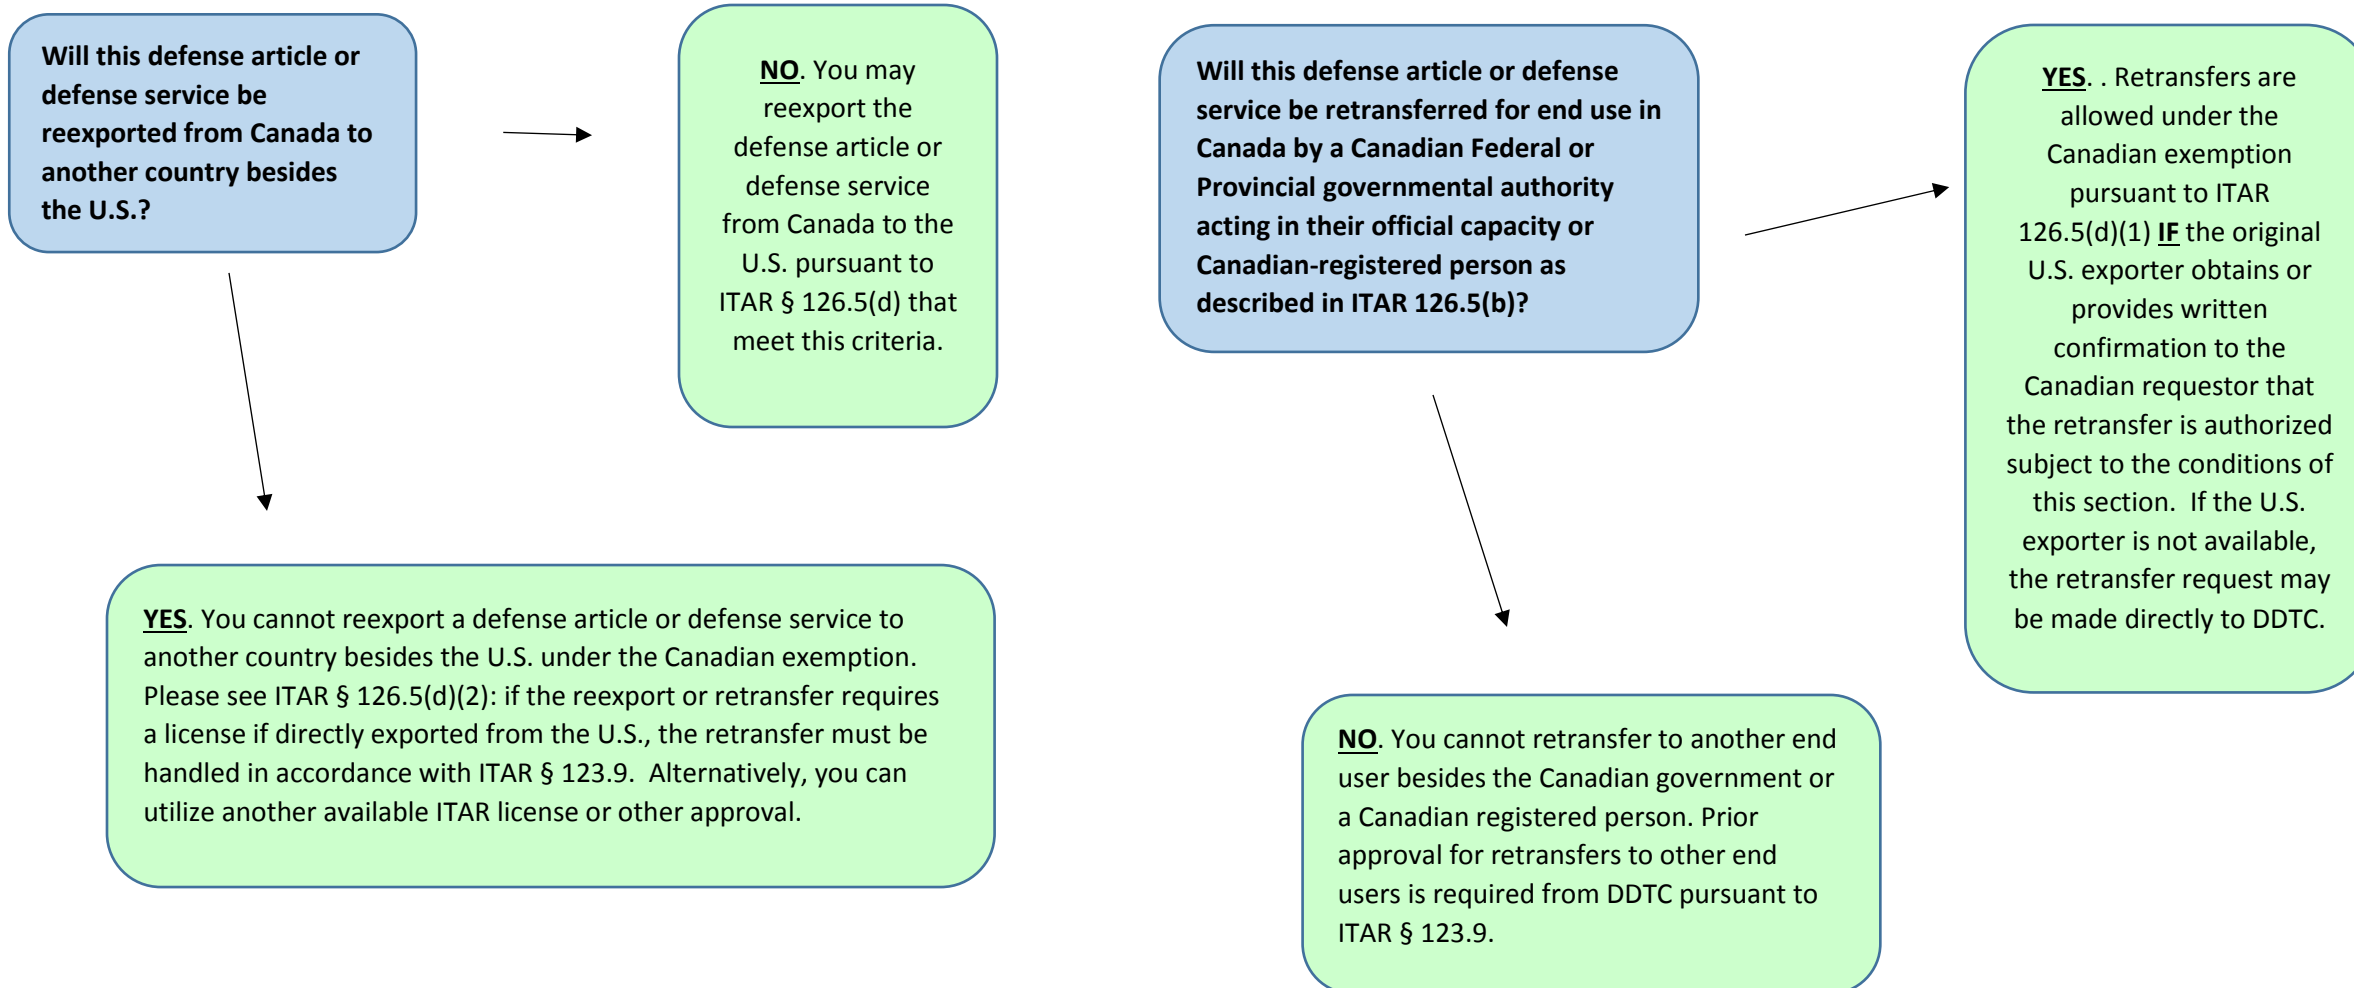 Will this defense article or
defense service be
reexported from Canada to
another country besides
the U.S.?
NO. You may
reexport the
defense article or
defense service
from Canada to the
U.S. pursuant to
ITAR § 126.5(d) that
meet this criteria.
YES. You cannot reexport a defense article or defense service to
another country besides the U.S. under the Canadian exemption.
Please see ITAR § 126.5(d)(2): if the reexport or retransfer requires
a license if directly exported from the U.S., the retransfer must be
handled in accordance with ITAR § 123.9.  Alternatively, you can
utilize another available ITAR license or other approval.
Will this defense article or defense
service be retransferred for end use in
Canada by a Canadian Federal or
Provincial governmental authority
acting in their official capacity or
Canadian-registered person as
described in ITAR 126.5(b)?
YES. . Retransfers are
allowed under the
Canadian exemption
pursuant to ITAR
126.5(d)(1) IF the original
U.S. exporter obtains or
provides written
confirmation to the
Canadian requestor that
the retransfer is authorized
subject to the conditions of
this section.  If the U.S.
exporter is not available,
the retransfer request may
be made directly to DDTC.
NO. You cannot retransfer to another end
user besides the Canadian government or
a Canadian registered person. Prior
approval for retransfers to other end
users is required from DDTC pursuant to
ITAR § 123.9.